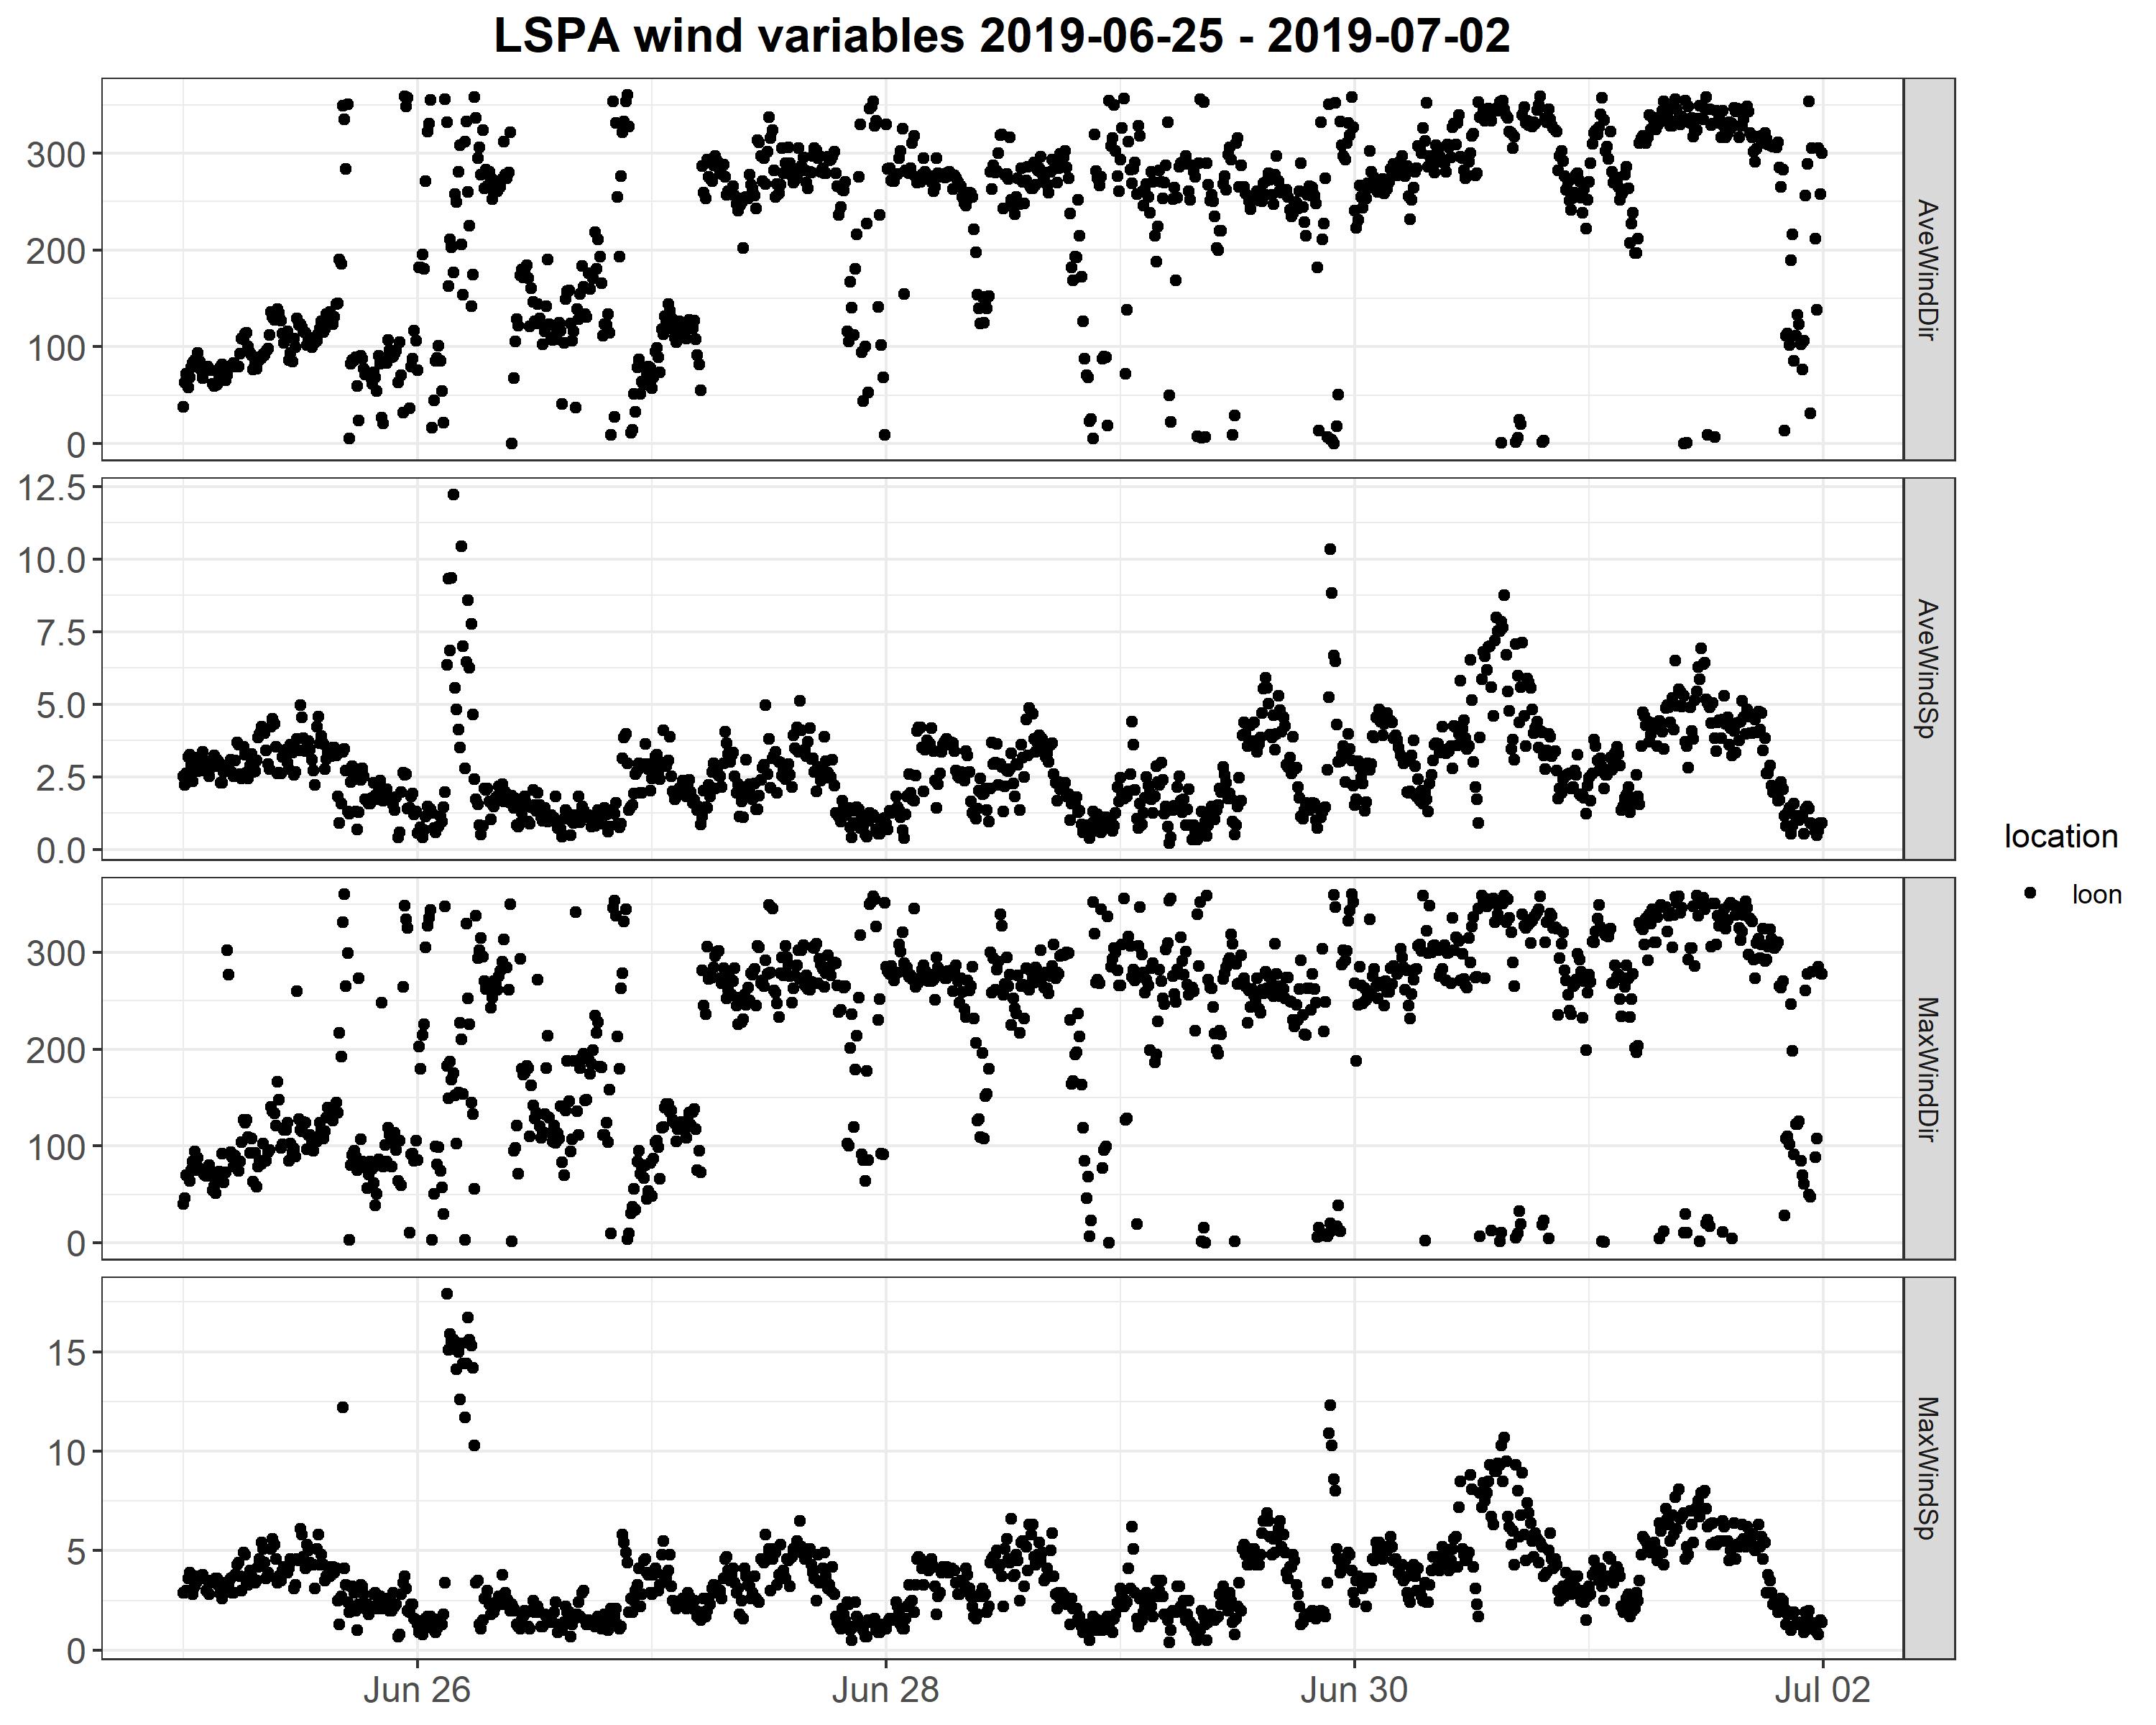 LSPA wind variables 2019-06-25 - 2019-07-02
300
200
100
0
AveWindDir
12.5
10.0
7.5
5.0
2.5
0.0
AveWindSp
300
200
100
0
MaxWindDir
15
10
5
0
MaxWindSp
Jun 26
Jun 28
Jun 30
Jul 02
location
loon